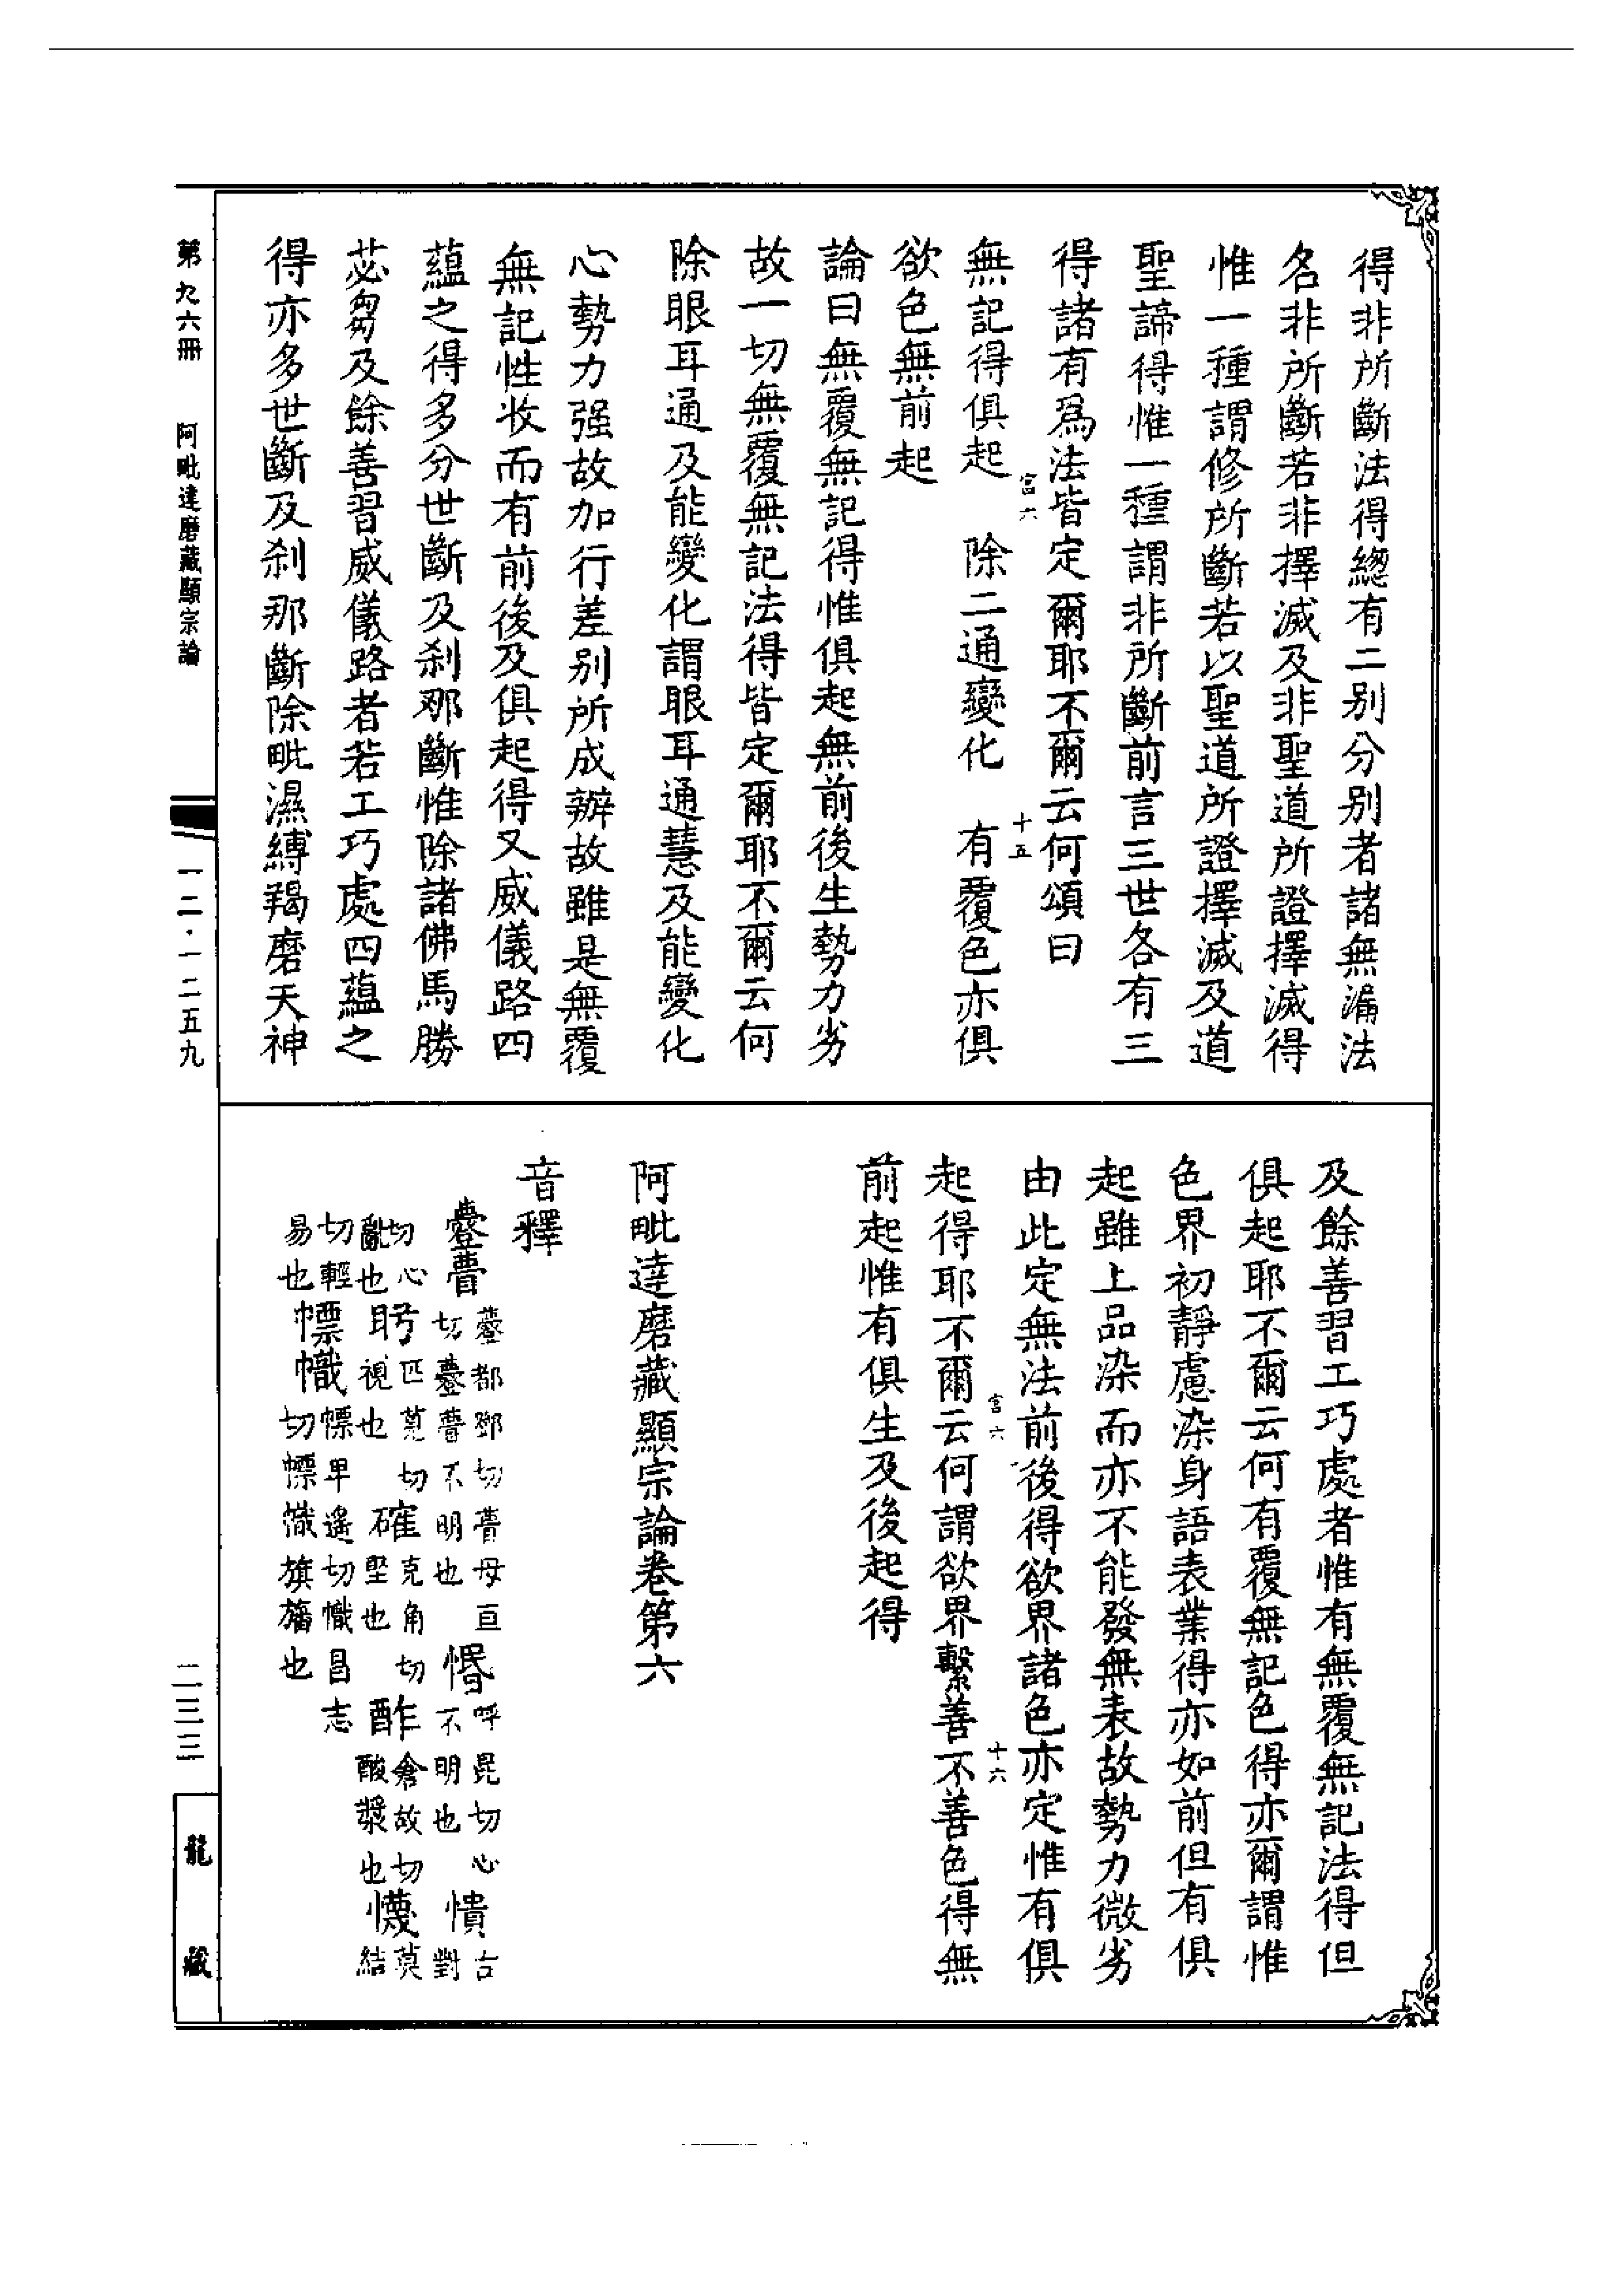 得非所斷法得總有二別分別者諸無漏法
名非所斷若非擇滅及非聖道所證擇滅得
惟一種謂修所斷若以聖道所證擇滅及道
聖諦得惟一種謂非所斷前言三世各有三
得諸有爲法皆定爾耶不爾云何頌曰
宮六
十五
無記得俱起　除二通變化　有覆色亦俱
欲色無前起
論曰無覆無記得惟俱起無前後生勢力劣
故一切無覆無記法得皆定爾耶不爾云何
除眼耳通及能變化謂眼耳通慧及能變化
心勢力强故加行差別所成辦故雖是無覆
無記性收而有前後及俱起得又威儀路四
蘊之得多分世斷及剎那斷惟除諸佛馬勝
苾芻及餘善習威儀路者若工巧處四蘊之
得亦多世斷及剎那斷除毗濕縛羯磨天神
及餘善習工巧處者惟有無覆無記法得但
俱起耶不爾云何有覆無記色得亦爾謂惟
色界初靜慮染身語表業得亦如前但有俱
起雖上品染而亦不能發無表故勢力微劣
由此定無法前後得欲界諸色亦定惟有俱
宮六
十六
起得耶不爾云何謂欲界繫善不善色得無
前起惟有俱生及後起得
阿毗達磨藏顯宗論卷第六
音釋
薹瞢 薹都鄧切瞢母亘切薹瞢不明也 惛 呼昆切心不明也 憒 古對
切心亂也 眄 匹莧切視也 確 克角切堅也 酢 倉故切酸漿也 懱 莫結
切輕易也 幖幟 幖卑遙切幟昌志切幖幟旗旛也
第九六冊　阿毗達磨藏顯宗論
一二·一二五九
二三三
龍藏